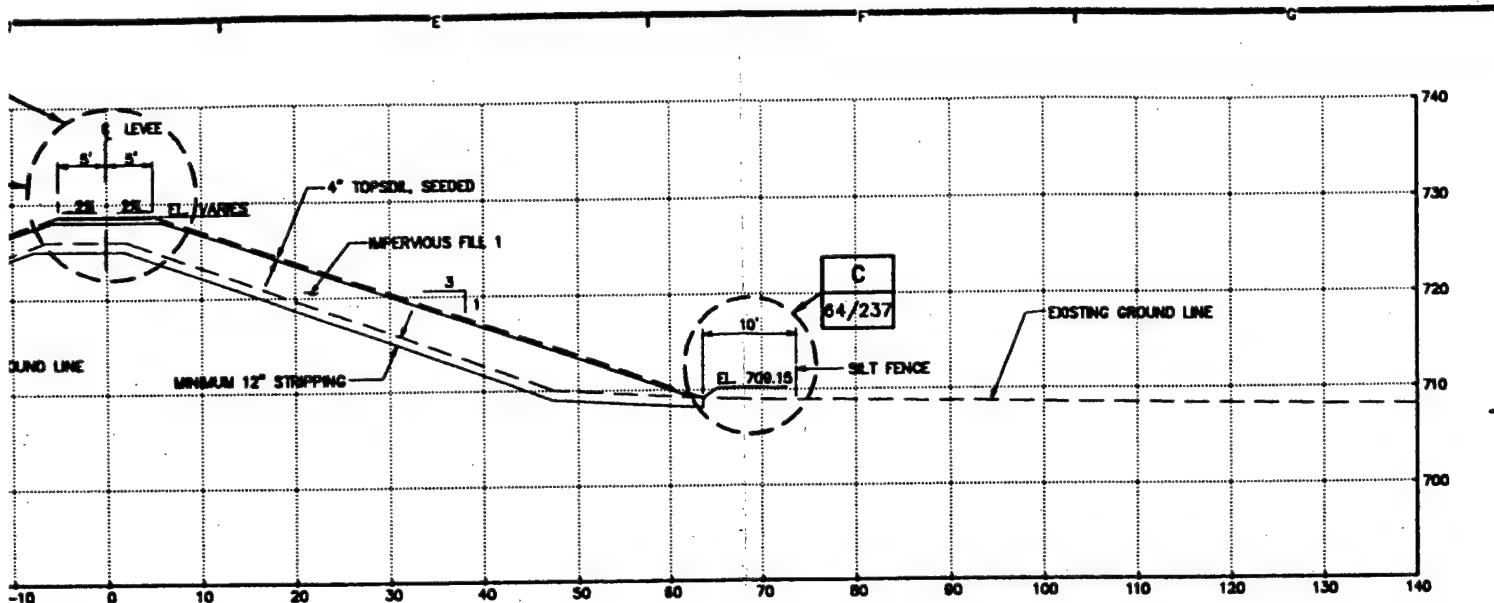 E F G
740
℄ LEVEE
5' 5'
4" TOPSOIL, SEEDED
730
2% 2% EL. VARIES
IMPERVIOUS FILL 1
C
3
1
64/237
720
10'
EXISTING GROUND LINE
OUND LINE
MINIMUM 12" STRIPPING
EL. 709.15
SILT FENCE
710
700
-10 0 10 20 30 40 50 60 70 80 90 100 110 120 130 140